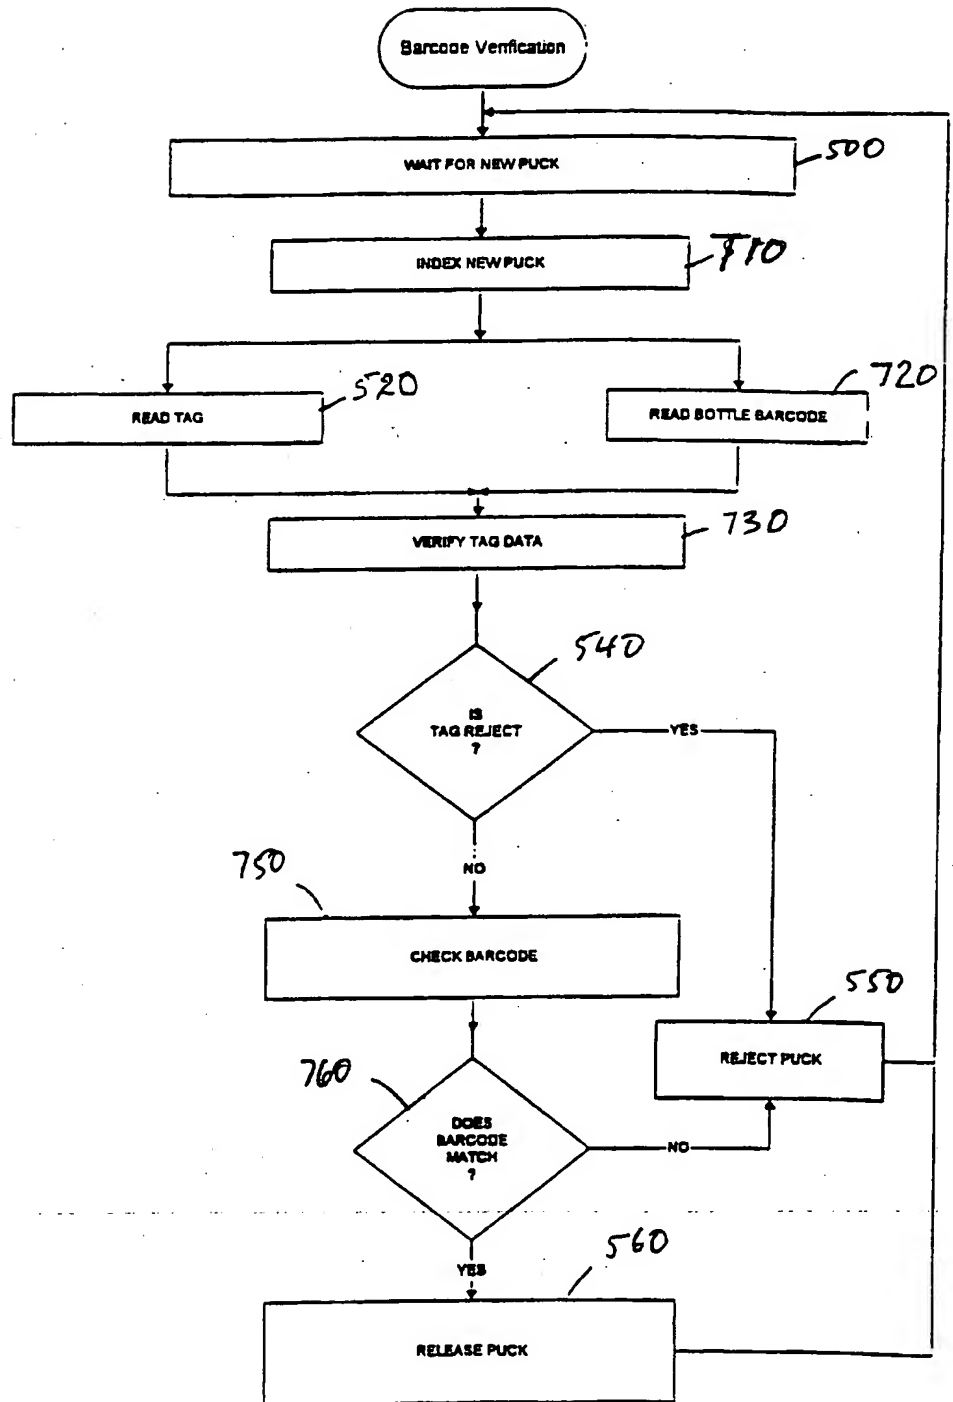 Barcode Verification
WAIT FOR NEW PUCK
500
INDEX NEW PUCK
520
720
READ TAG
READ BOTTLE BARCODE
730
VERIFY TAG DATA
540
IS
TAG REJECT
?
YES
NO
750
CHECK BARCODE
550
REJECT PUCK
760
DOES
BARCODE
MATCH
?
NO
YES
560
RELEASE PUCK